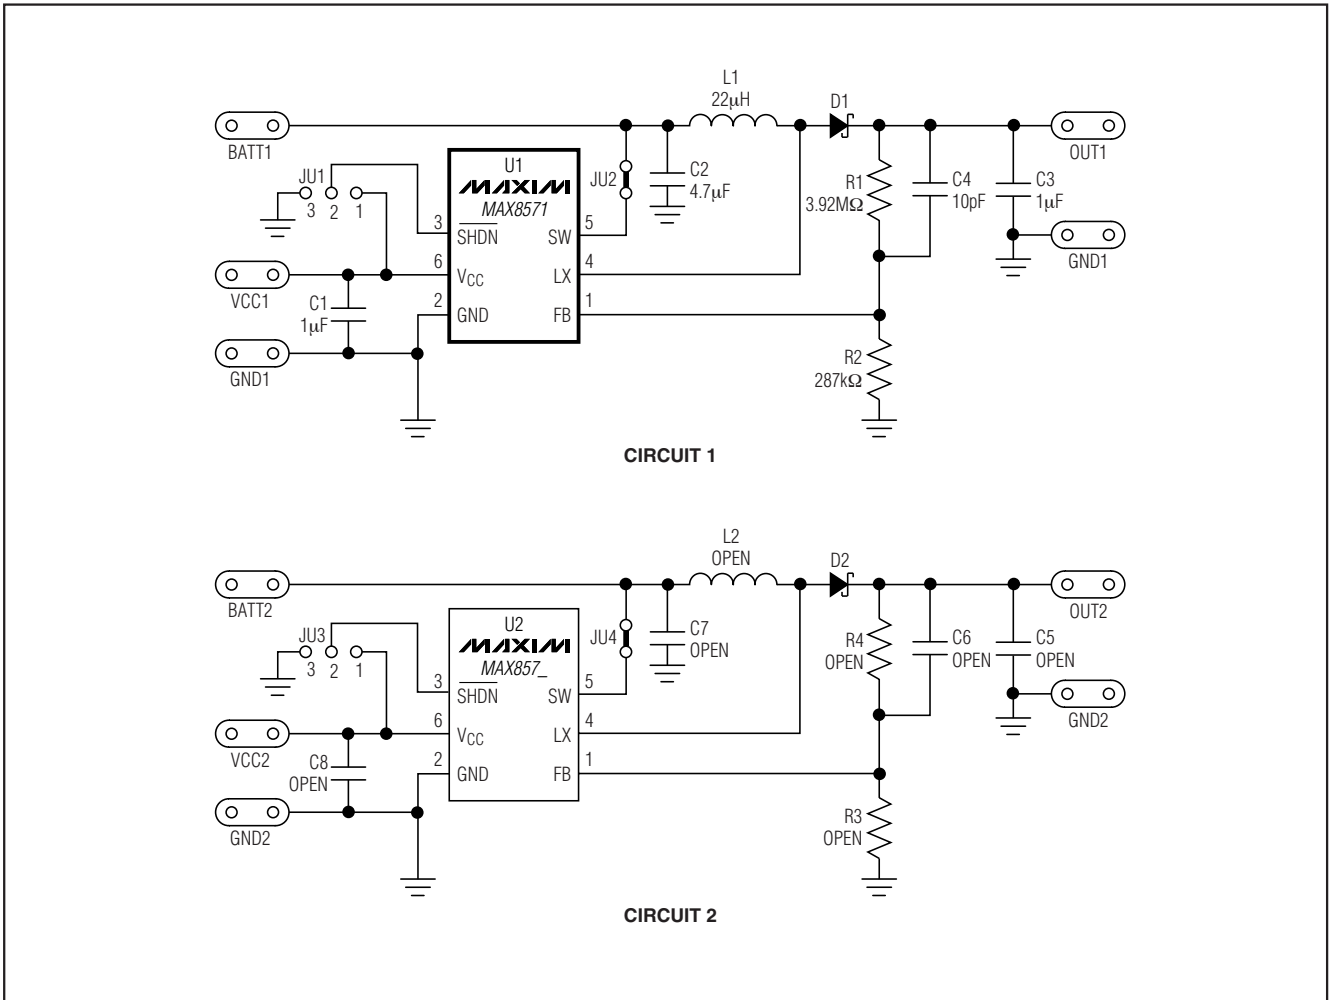 L1
22µH
D1
BATT1
OUT1
JU1
3 2 1
U1
MAXIM
MAX8571
JU2
C2
4.7µF
R1
3.92MΩ
C4
10pF
C3
1µF
3
SHDN
SW
5
GND1
6
VCC
LX
4
VCC1
C1
1µF
2
GND
FB
1
GND1
R2
287kΩ
CIRCUIT 1
L2
OPEN
D2
BATT2
OUT2
JU3
3 2 1
U2
MAXIM
MAX857_
JU4
C7
OPEN
R4
OPEN
C6
OPEN
C5
OPEN
3
SHDN
SW
5
GND2
6
VCC
LX
4
VCC2
C8
OPEN
2
GND
FB
1
GND2
R3
OPEN
CIRCUIT 2